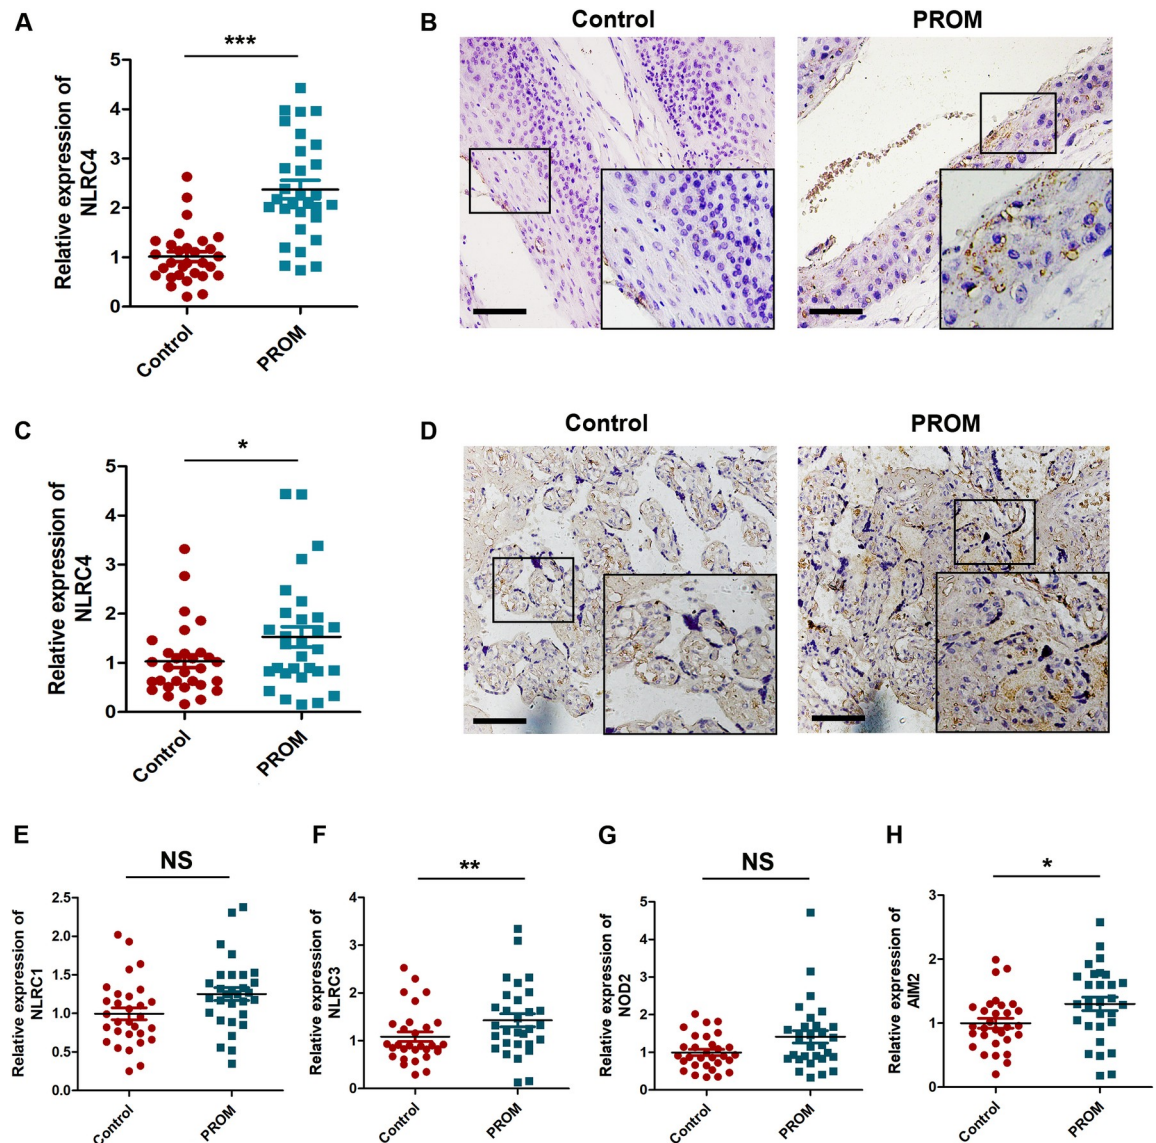 A
***
Relative expression of
NLRC4
5
4
3
2
1
0
Control
PROM
B
Control
PROM
C
*
Relative expression of
NLRC4
5
4
3
2
1
0
Control
PROM
D
Control
PROM
E
NS
Relative expression of
NLRC1
2.5
2.0
1.5
1.0
0.5
0.0
Control
PROM
F
**
Relative expression of
NLRC3
4
3
2
1
0
Control
PROM
G
NS
Relative expression of
NOD2
5
4
3
2
1
0
Control
PROM
H
*
Relative expression of
AIM2
3
2
1
0
Control
PROM